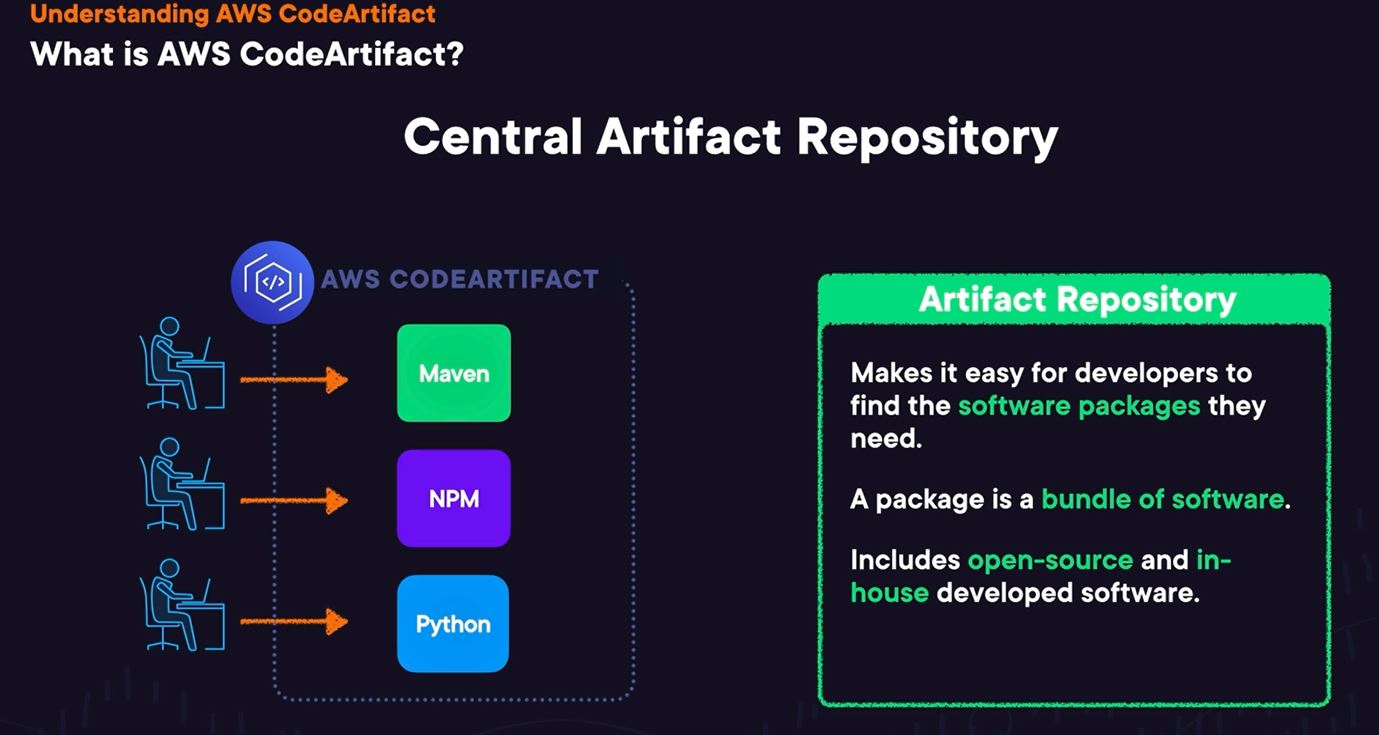 Understanding AWS CodeArtifact
What is AWS CodeArtifact?
Central Artifact Repository
</>
AWS CODEARTIFACT
Maven
NPM
Python
Artifact Repository
Makes it easy for developers to
find the software packages they
need.
A package is a bundle of software.
Includes open-source and in-
house developed software.